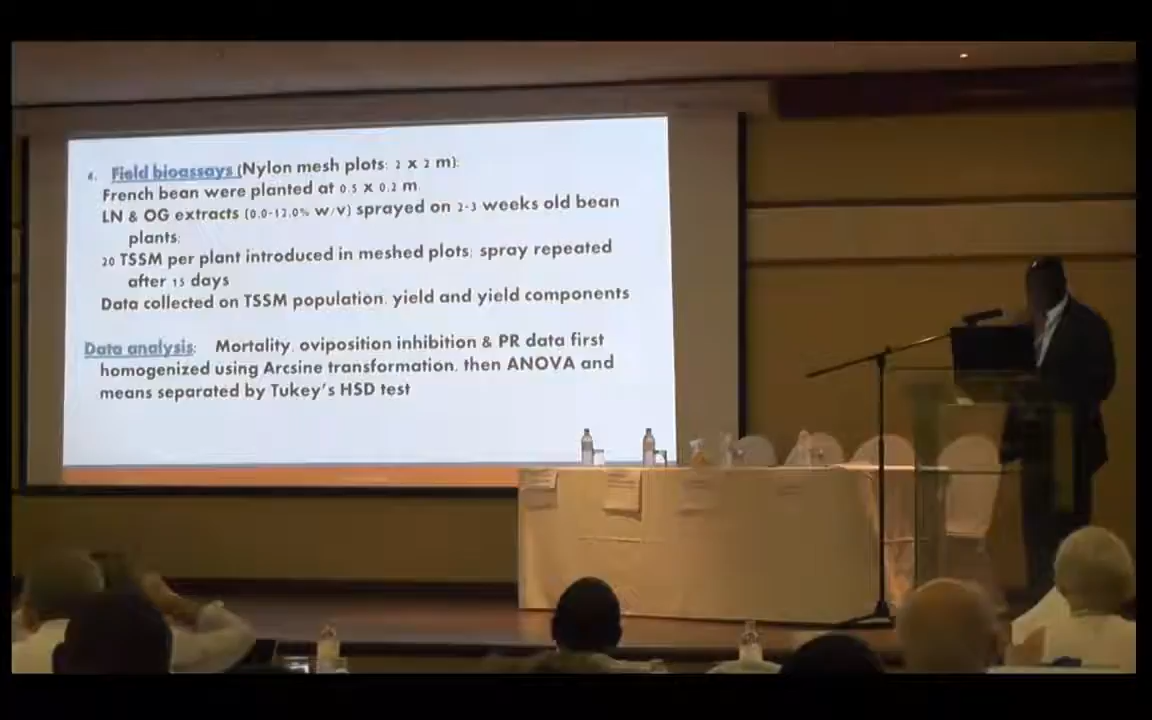 4. Field bioassays (Nylon mesh plots; 2 x 2 m):
French bean were planted at 0.5 x 0.2 m
LN & OG extracts (0.0-12.0% w/v) sprayed on 2-3 weeks old bean
plants;
20 TSSM per plant introduced in meshed plots; spray repeated
after 15 days
Data collected on TSSM population, yield and yield components
Data analysis: Mortality, oviposition inhibition & PR data first
homogenized using Arcsine transformation, then ANOVA and
means separated by Tukey's HSD test